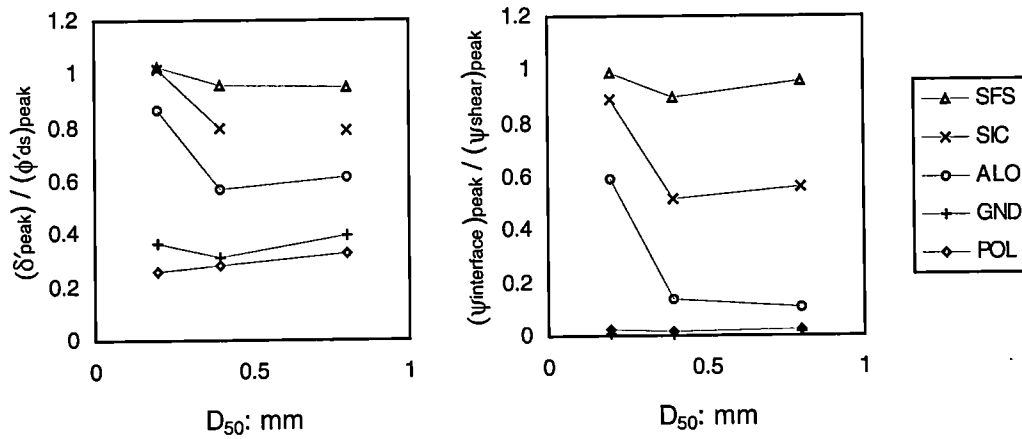 (δ'peak) / (ϕ'ds)peak
1.2
1
0.8
0.6
0.4
0.2
0
0
0.5
1
D50: mm
(ψinterface)peak / (ψshear)peak
1.2
1
0.8
0.6
0.4
0.2
0
0
0.5
1
D50: mm
SFS
SIC
ALO
GND
POL